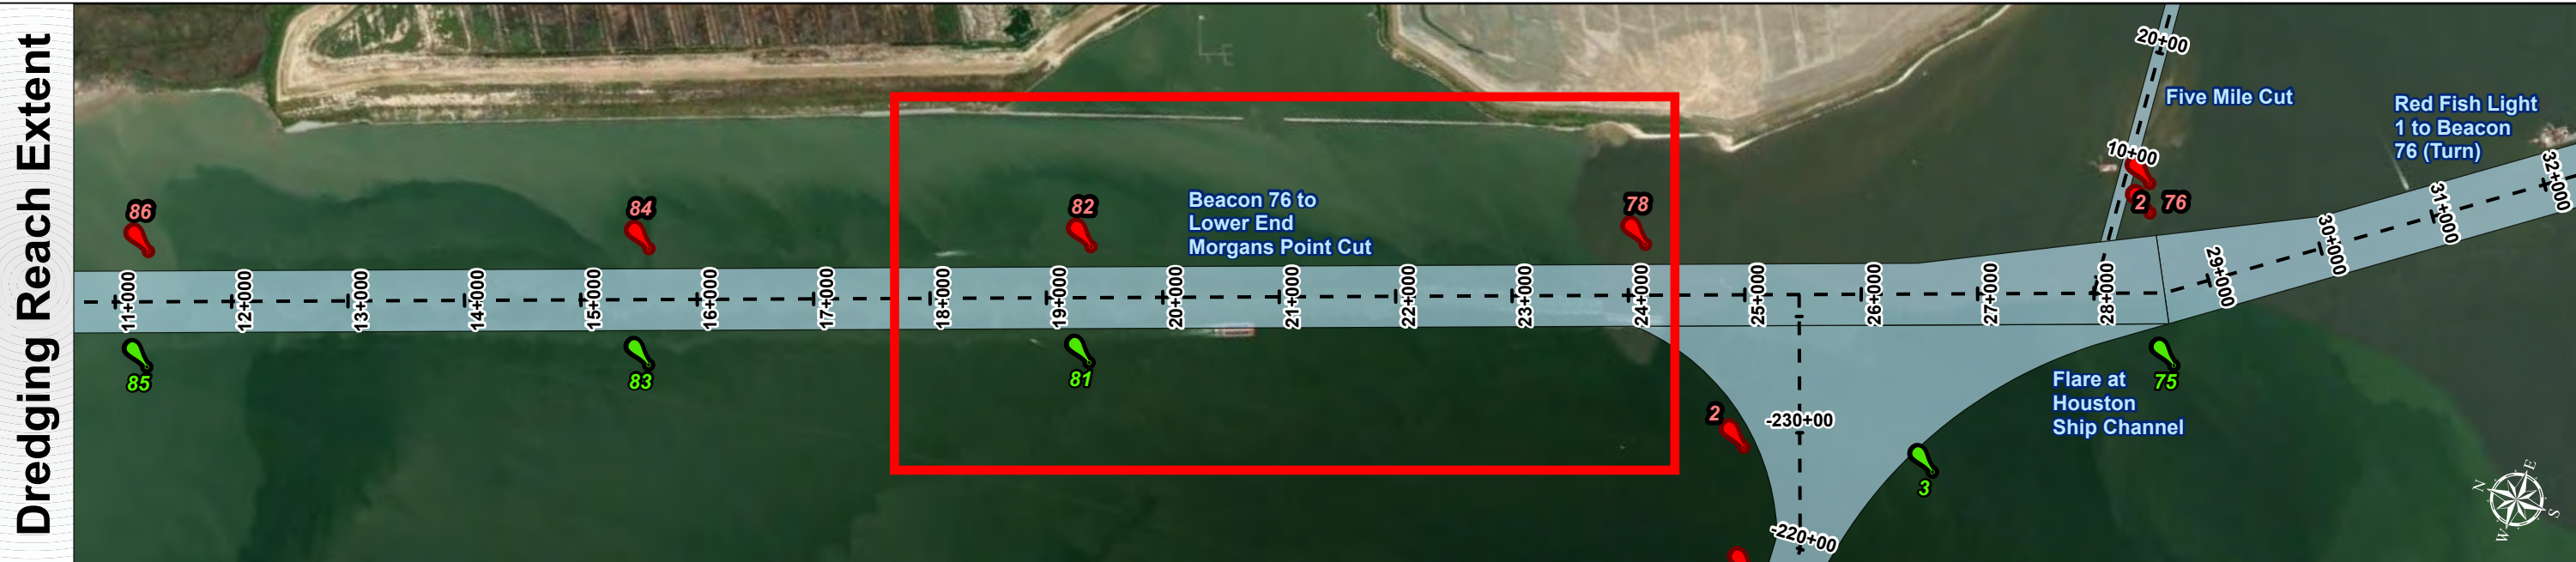 Dredging Reach Extent
20+00
Five Mile Cut
Red Fish Light
1 to Beacon
76 (Turn)
10+00
86
84
82
78
2
76
Beacon 76 to
Lower End
Morgans Point Cut
11+000
12+000
13+000
14+000
15+000
16+000
17+000
18+000
19+000
20+000
21+000
22+000
23+000
24+000
25+000
26+000
27+000
28+000
29+000
30+000
31+000
32+000
85
83
81
75
Flare at
Houston
Ship Channel
2
-230+00
3
-220+00
N
E
W
S